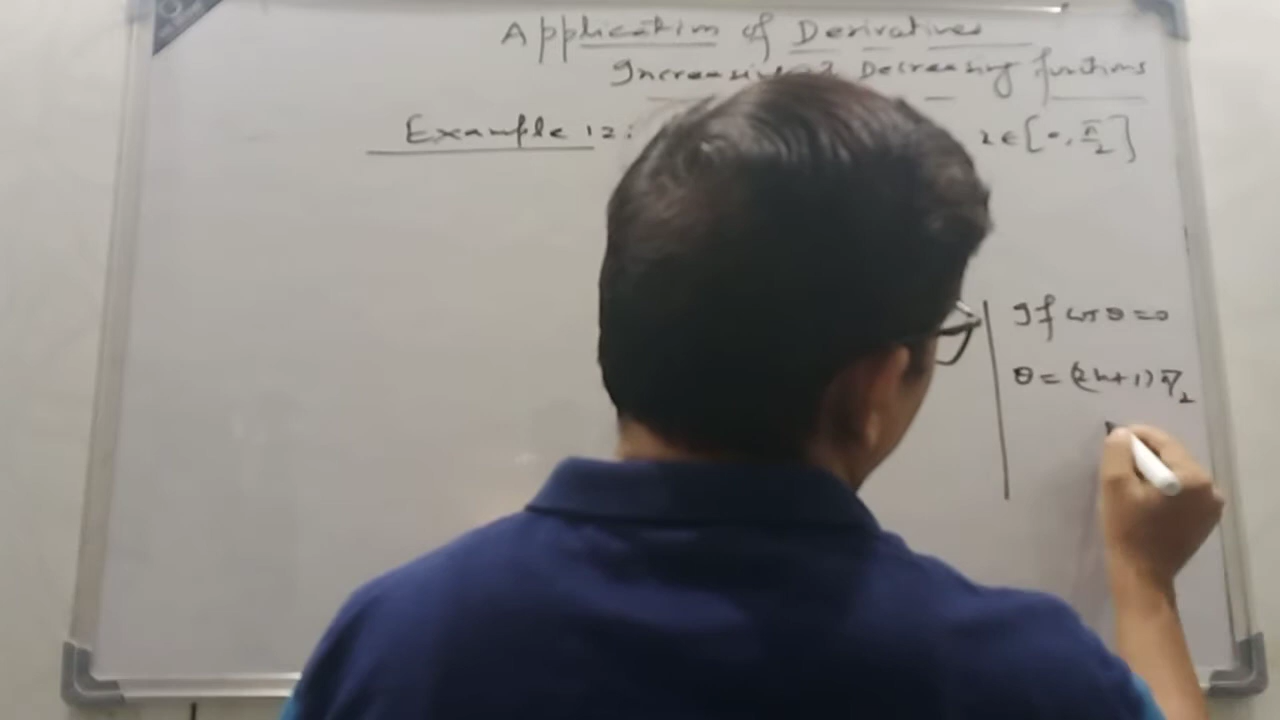 Application of Derivatives
Increasing & Decreasing functions
Example 12: x ∈ [0, π/2]
If cos θ = 0
θ = (2n+1) π/2